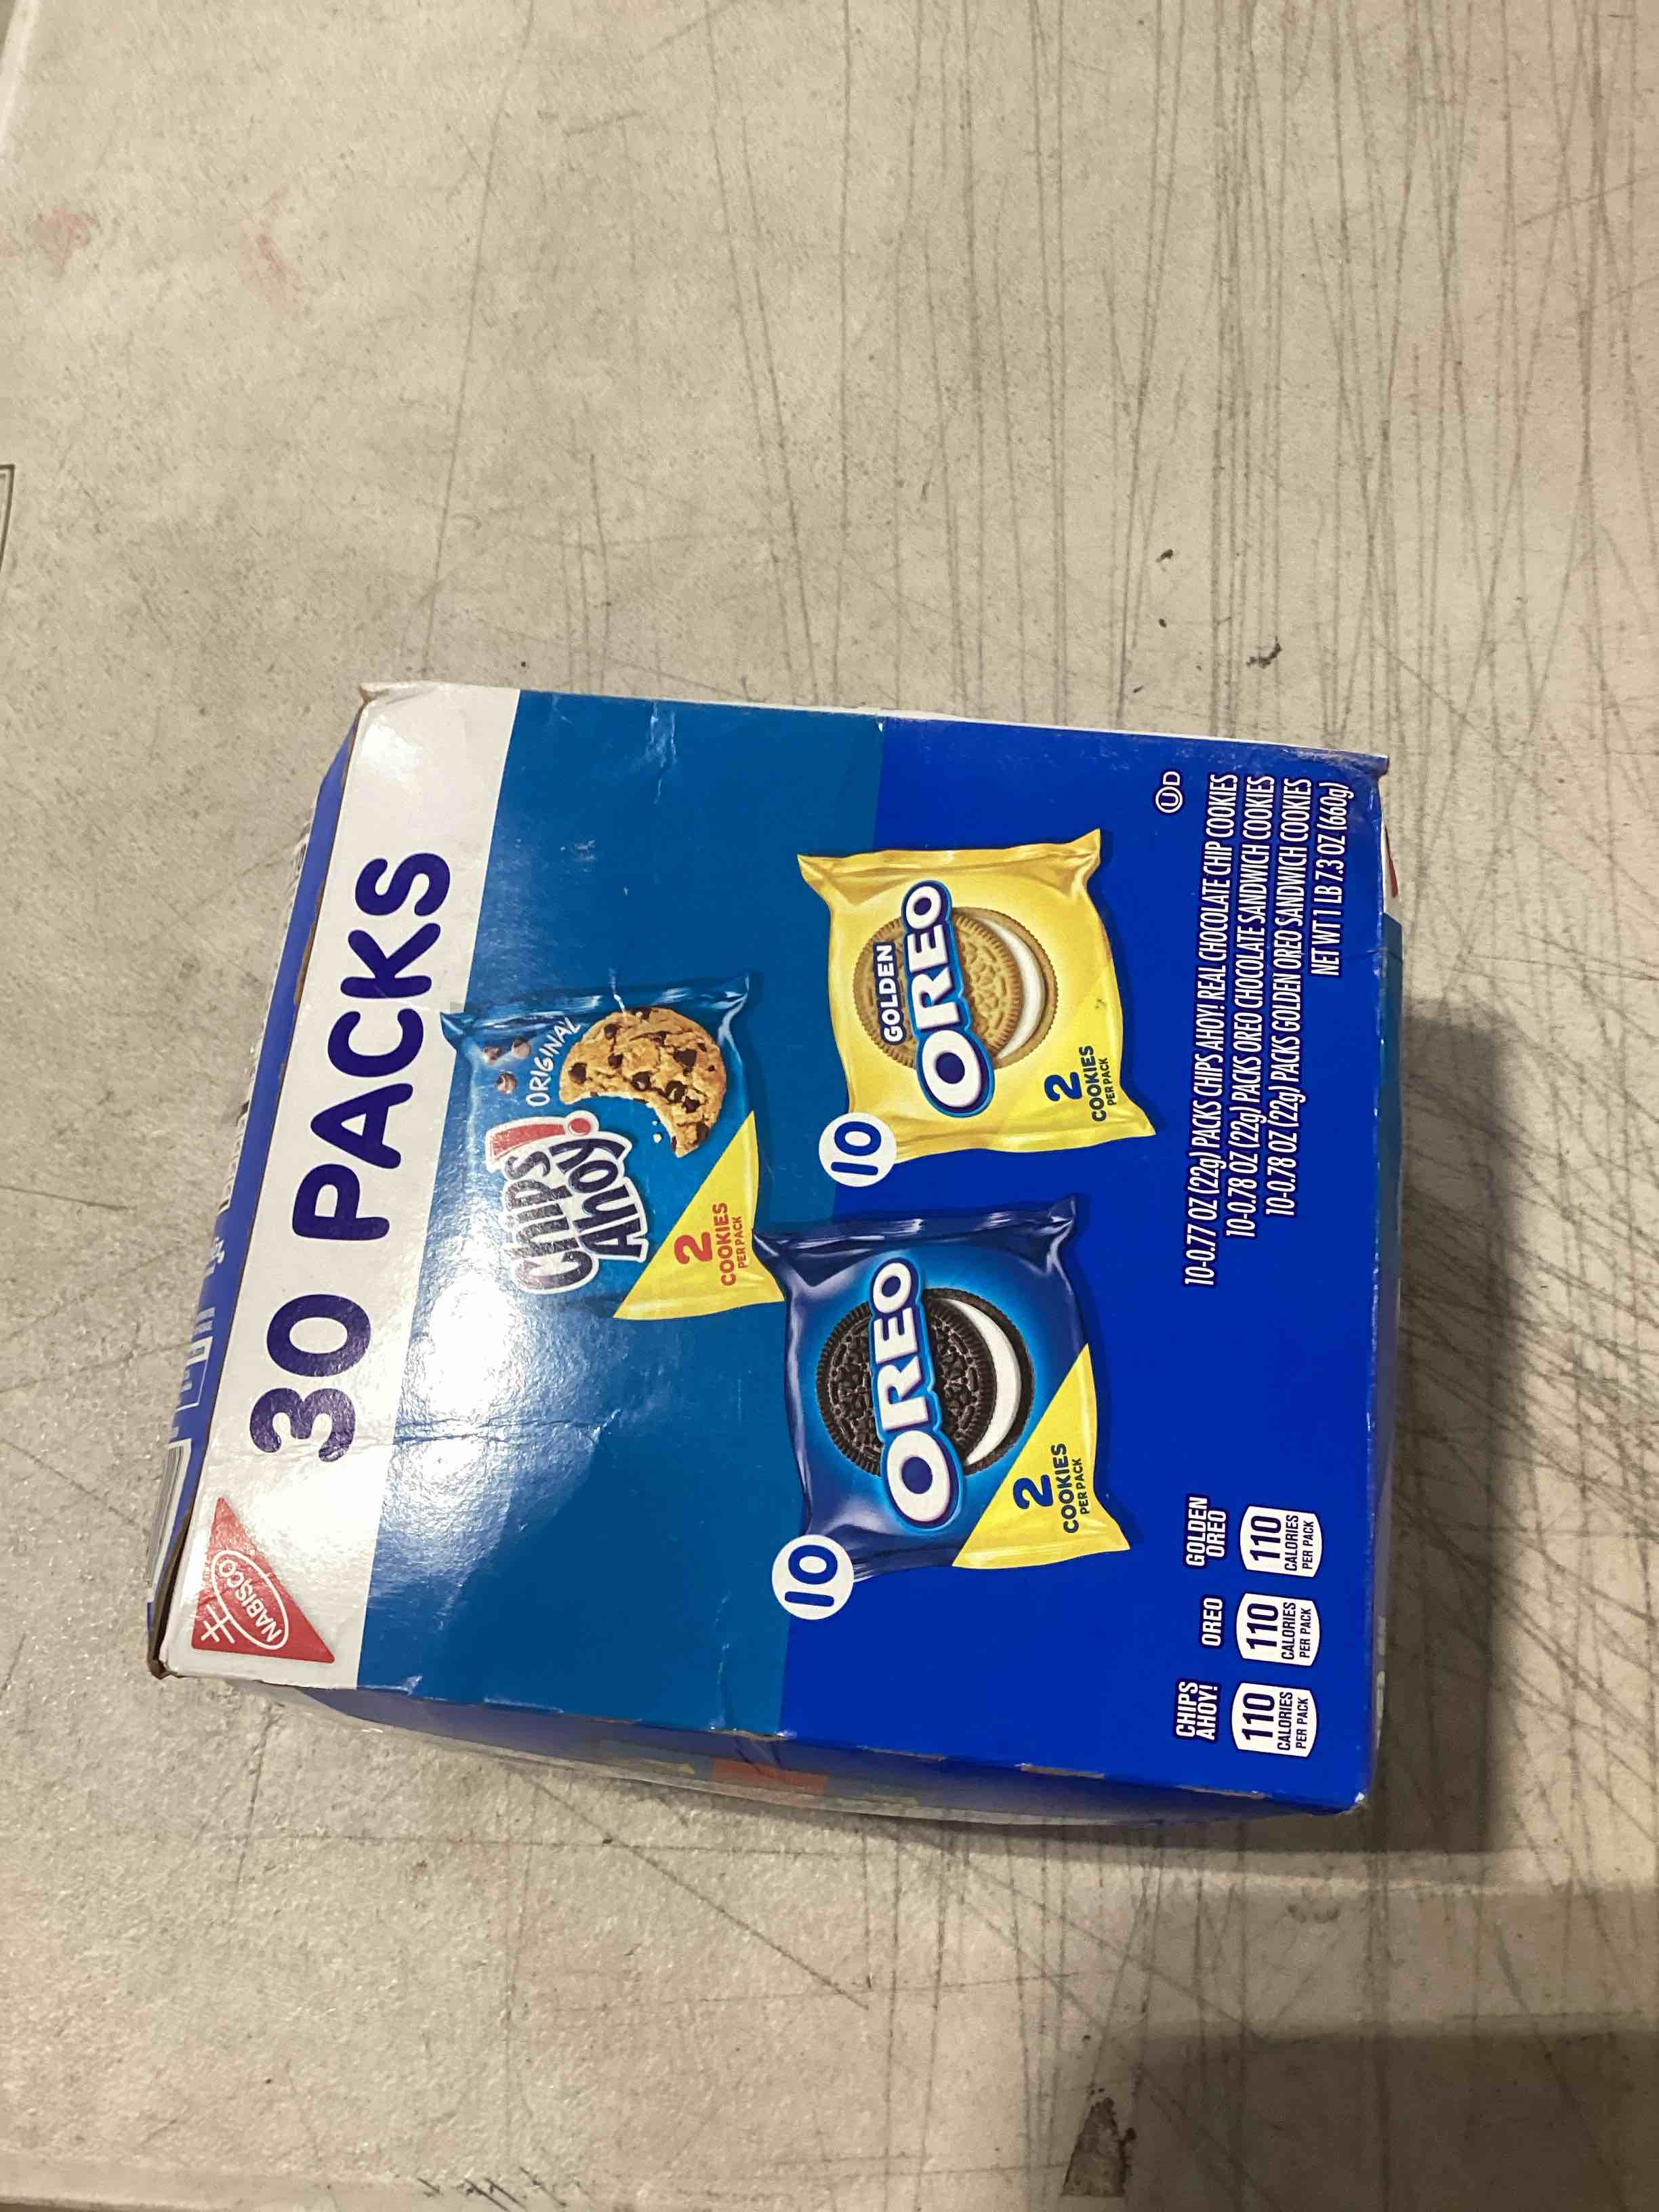 30 PACKS
NABISCO
Chips
Ahoy!
ORIGINAL
2
COOKIES
PER PACK
10
OREO
2
COOKIES
PER PACK
10
GOLDEN
OREO
2
COOKIES
PER PACK
CHIPS
AHOY!
110
CALORIES
PER PACK
OREO
110
CALORIES
PER PACK
GOLDEN
OREO
110
CALORIES
PER PACK
UD
10-0.77 OZ (22g) PACKS CHIPS AHOY! REAL CHOCOLATE CHIP COOKIES
10-0.78 OZ (22g) PACKS OREO CHOCOLATE SANDWICH COOKIES
10-0.78 OZ (22g) PACKS GOLDEN OREO SANDWICH COOKIES
NET WT 1 LB 7.3 OZ (660g)